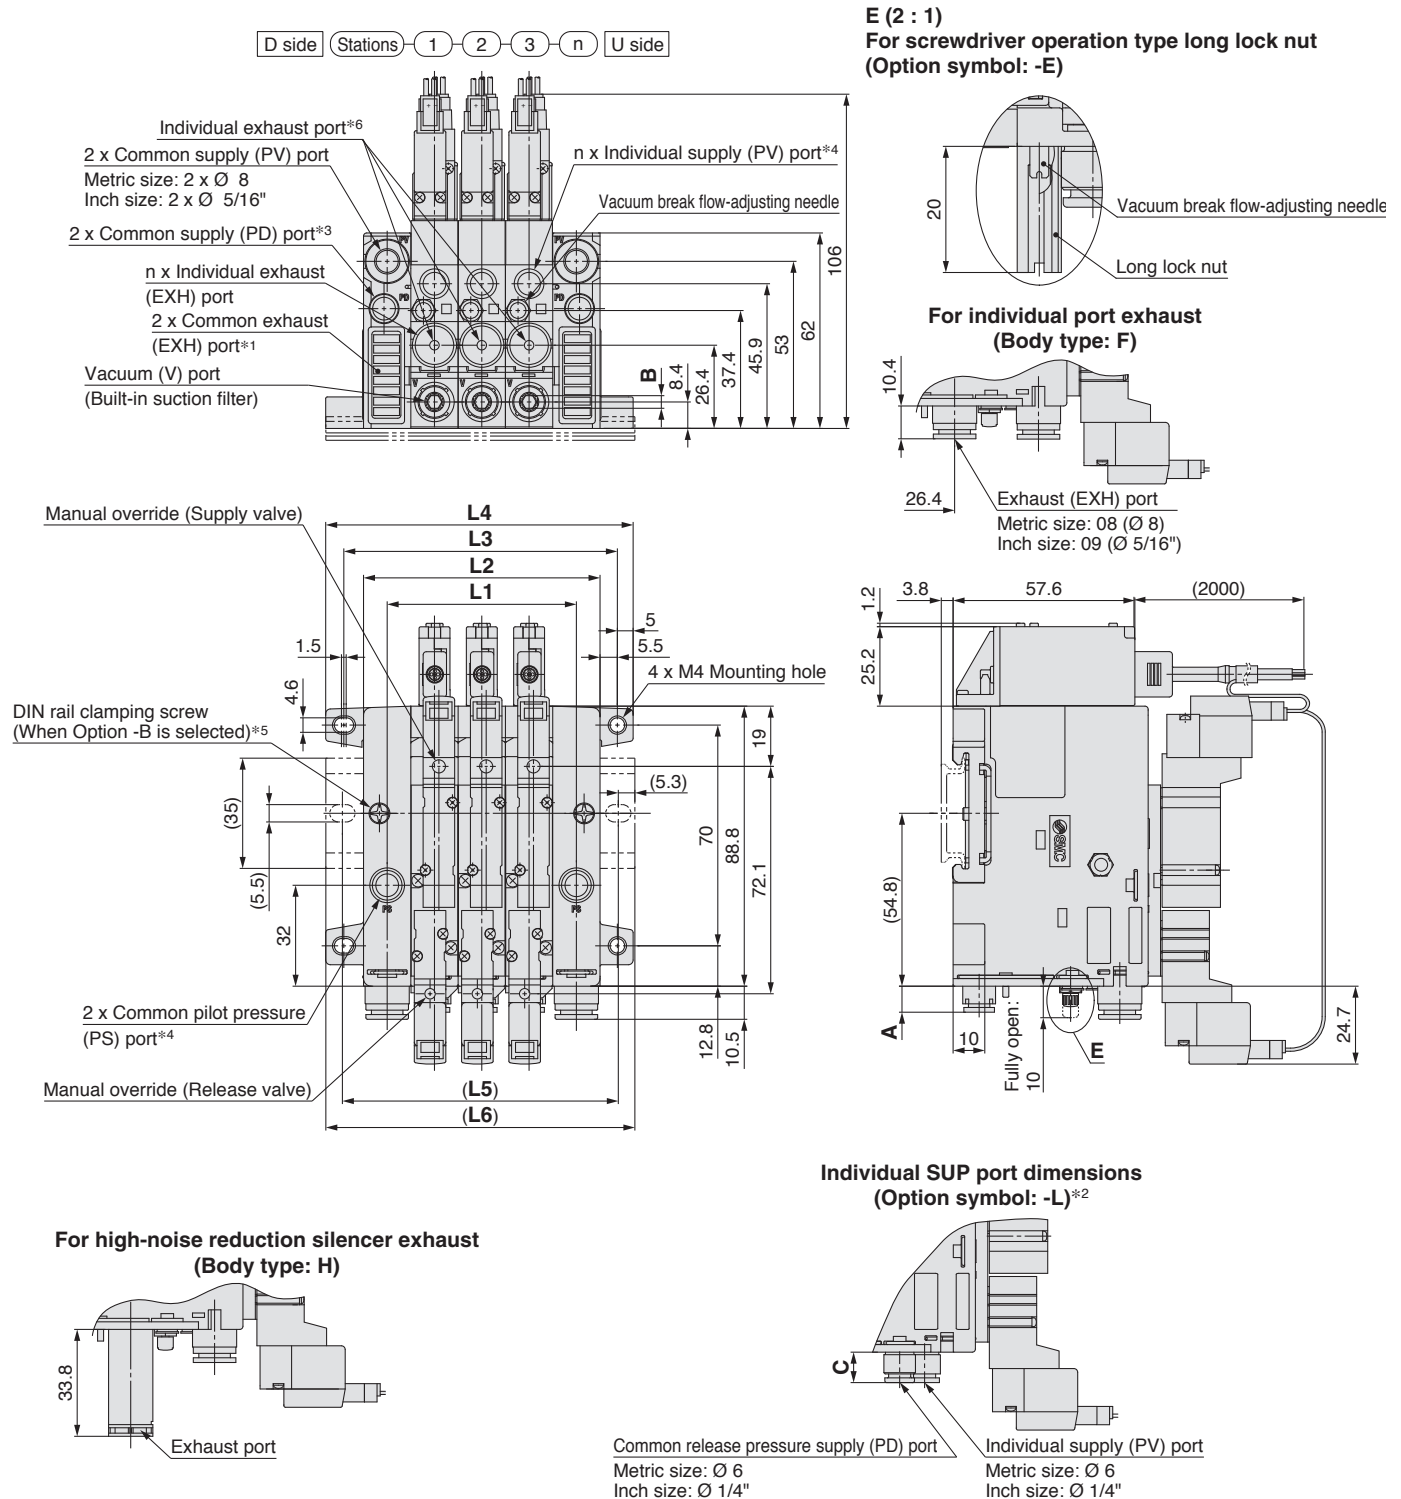 E (2 : 1)
For screwdriver operation type long lock nut
(Option symbol: -E)
20
Vacuum break flow-adjusting needle
Long lock nut
D side Stations 1 2 3 n U side
Individual exhaust port*6
2 x Common supply (PV) port
Metric size: 2 x Ø 8
Inch size: 2 x Ø 5/16"
2 x Common supply (PD) port*3
n x Individual exhaust
(EXH) port
2 x Common exhaust
(EXH) port*1
Vacuum (V) port
(Built-in suction filter)
n x Individual supply (PV) port*4
Vacuum break flow-adjusting needle
PV PV
PD PD
V V V
B
8.4
26.4
37.4
45.9
53
62
106
For individual port exhaust
(Body type: F)
10.4
26.4
Exhaust (EXH) port
Metric size: 08 (Ø 8)
Inch size: 09 (Ø 5/16")
Manual override (Supply valve)
L4
L3
L2
L1
1.5
4.6
5
5.5
4 x M4 Mounting hole
DIN rail clamping screw
(When Option -B is selected)*5
(35)
(5.5)
32
19
(5.3)
70
88.8
72.1
12.8
10.5
PS PS
2 x Common pilot pressure
(PS) port*4
Manual override (Release valve)
(L5)
(L6)
1.2
3.8
57.6
(2000)
25.2
(54.8)
SMC
A
10
Fully open:
10
E
24.7
Individual SUP port dimensions
(Option symbol: -L)*2
C
Common release pressure supply (PD) port
Metric size: Ø 6
Inch size: Ø 1/4"
Individual supply (PV) port
Metric size: Ø 6
Inch size: Ø 1/4"
For high-noise reduction silencer exhaust
(Body type: H)
33.8
Exhaust port